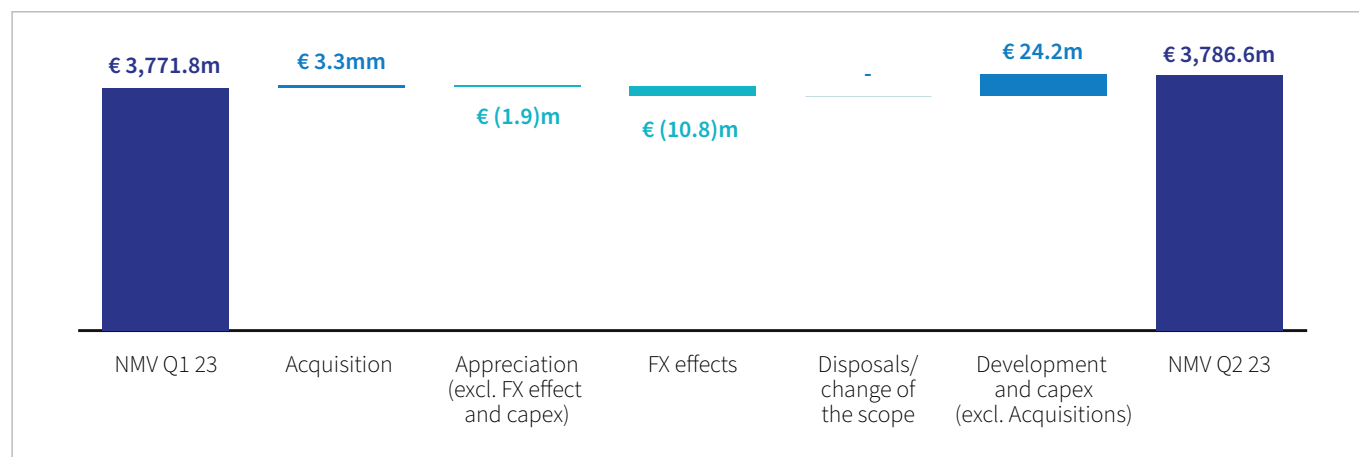 € 3,771.8m
€ 3.3mm
€ (1.9)m
€ (10.8)m
-
€ 24.2m
€ 3,786.6m
NMV Q1 23
Acquisition
Appreciation
(excl. FX effect
and capex)
FX effects
Disposals/
change of
the scope
Development
and capex
(excl. Acquisitions)
NMV Q2 23